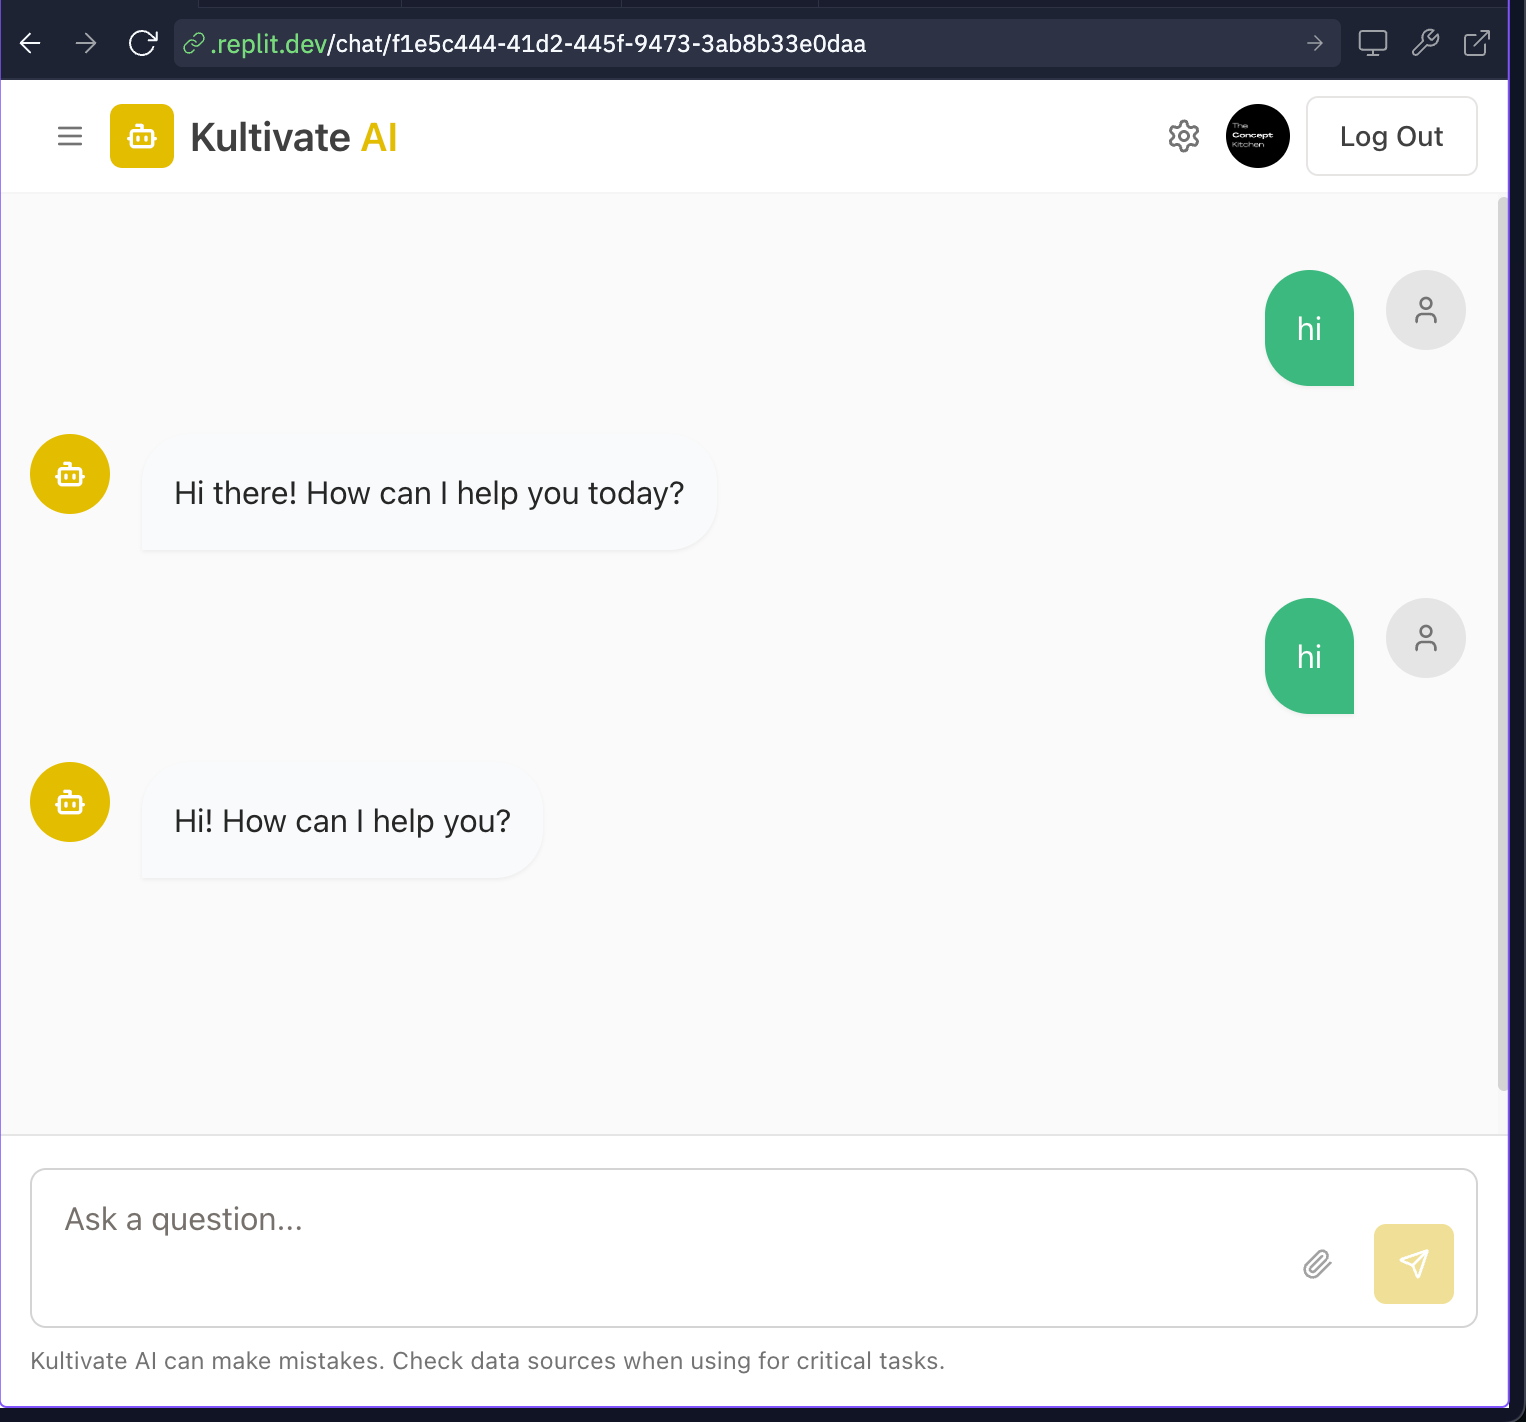 .replit.dev/chat/f1e5c444-41d2-445f-9473-3ab8b33e0daa
Kultivate AI
The
Concept
Kitchen
Log Out
hi
Hi there! How can I help you today?
hi
Hi! How can I help you?
Ask a question...
Kultivate AI can make mistakes. Check data sources when using for critical tasks.